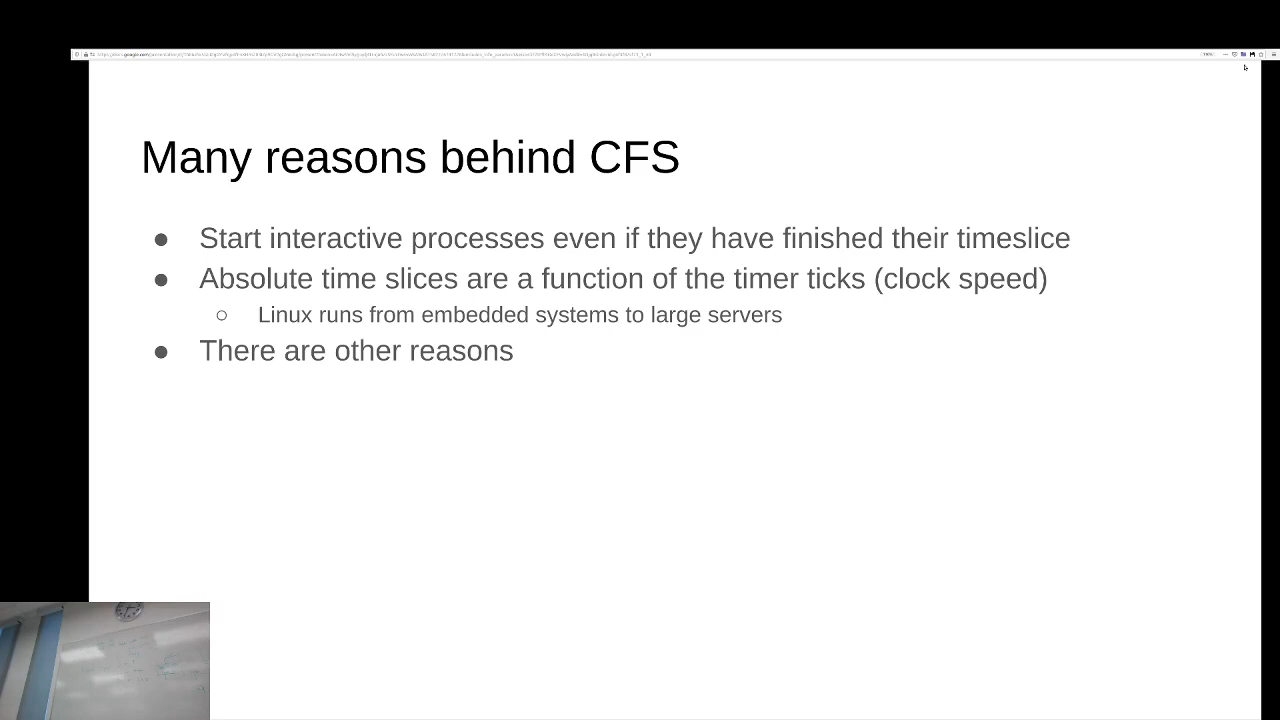 Many reasons behind CFS
● Start interactive processes even if they have finished their timeslice
● Absolute time slices are a function of the timer ticks (clock speed)
○ Linux runs from embedded systems to large servers
● There are other reasons